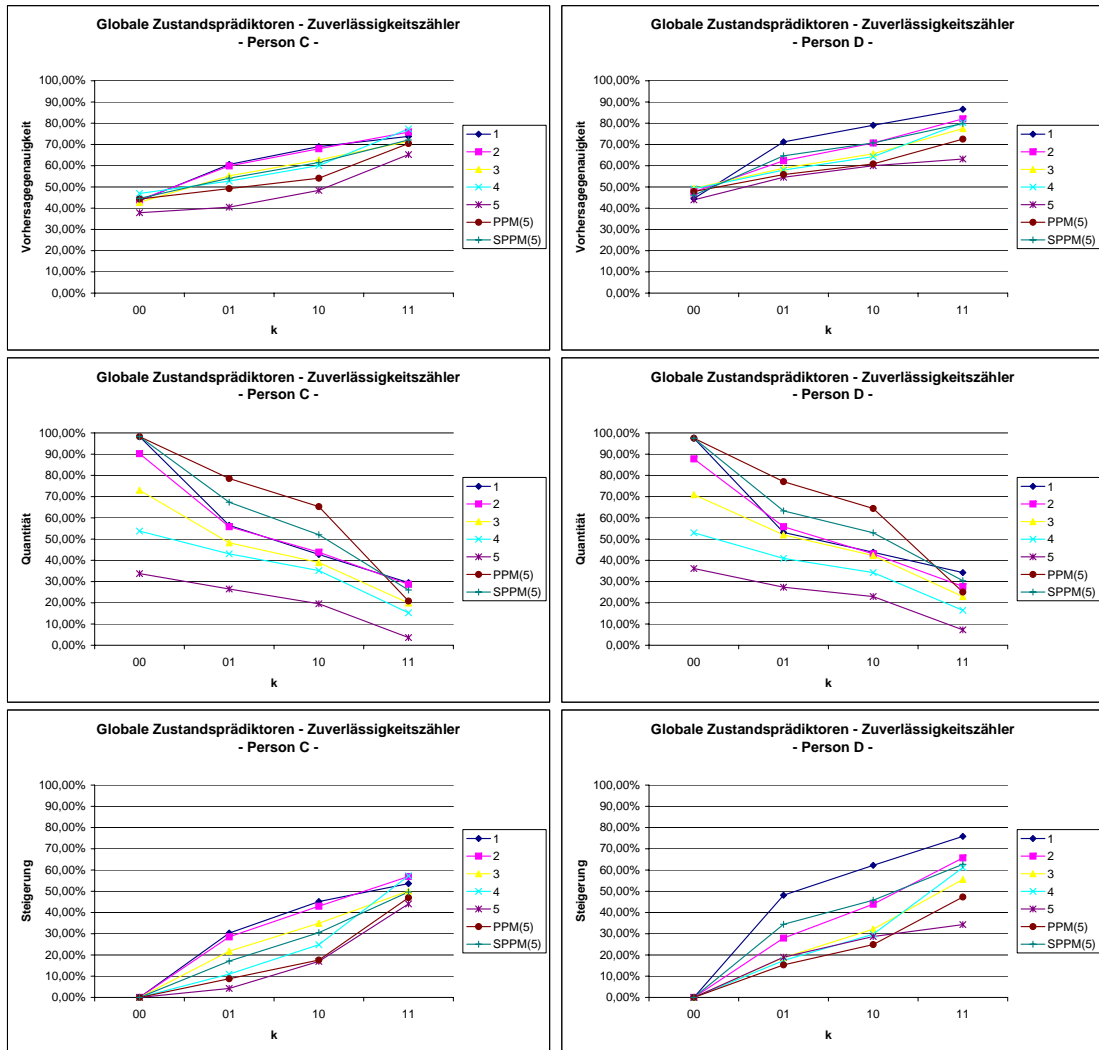 Globale Zustandsprädiktoren - Zuverlässigkeitszähler
- Person C -
100,00%
90,00%
80,00%
70,00%
60,00%
50,00%
40,00%
30,00%
20,00%
10,00%
0,00%
Vorhersagegenauigkeit
00 01 10 11
k
1
2
3
4
5
PPM(5)
SPPM(5)
Globale Zustandsprädiktoren - Zuverlässigkeitszähler
- Person D -
100,00%
90,00%
80,00%
70,00%
60,00%
50,00%
40,00%
30,00%
20,00%
10,00%
0,00%
Vorhersagegenauigkeit
00 01 10 11
k
1
2
3
4
5
PPM(5)
SPPM(5)
Globale Zustandsprädiktoren - Zuverlässigkeitszähler
- Person C -
100,00%
90,00%
80,00%
70,00%
60,00%
50,00%
40,00%
30,00%
20,00%
10,00%
0,00%
Quantität
00 01 10 11
k
1
2
3
4
5
PPM(5)
SPPM(5)
Globale Zustandsprädiktoren - Zuverlässigkeitszähler
- Person D -
100,00%
90,00%
80,00%
70,00%
60,00%
50,00%
40,00%
30,00%
20,00%
10,00%
0,00%
Quantität
00 01 10 11
k
1
2
3
4
5
PPM(5)
SPPM(5)
Globale Zustandsprädiktoren - Zuverlässigkeitszähler
- Person C -
100,00%
90,00%
80,00%
70,00%
60,00%
50,00%
40,00%
30,00%
20,00%
10,00%
0,00%
Steigerung
00 01 10 11
k
1
2
3
4
5
PPM(5)
SPPM(5)
Globale Zustandsprädiktoren - Zuverlässigkeitszähler
- Person D -
100,00%
90,00%
80,00%
70,00%
60,00%
50,00%
40,00%
30,00%
20,00%
10,00%
0,00%
Steigerung
00 01 10 11
k
1
2
3
4
5
PPM(5)
SPPM(5)